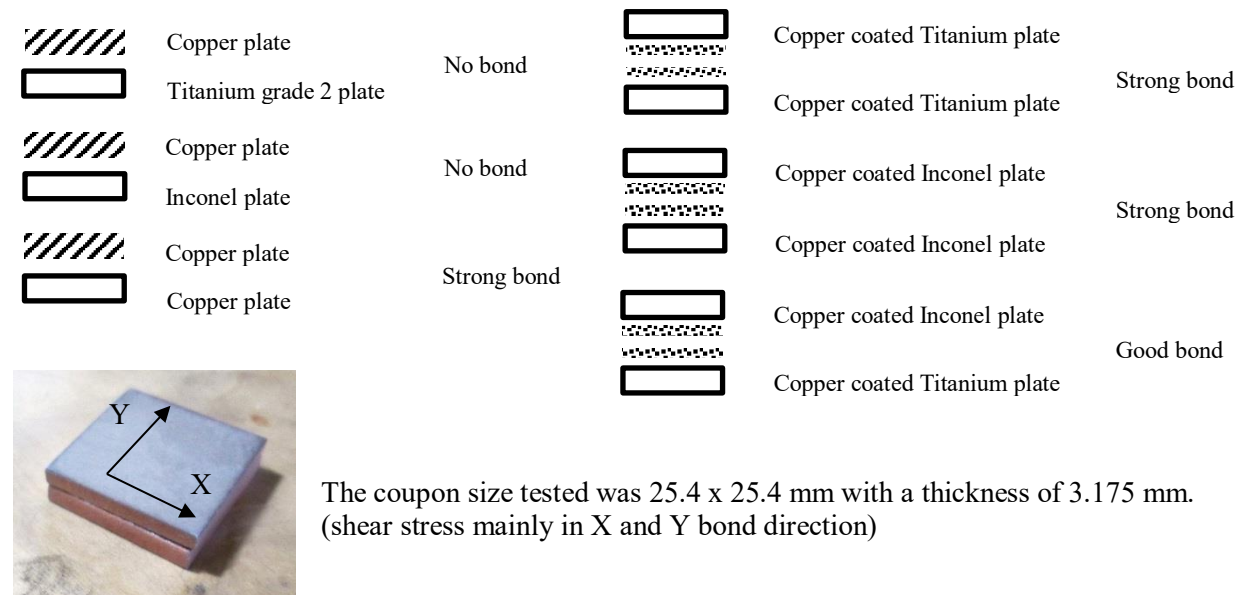 Copper plate
No bond
Titanium grade 2 plate
Copper plate
No bond
Inconel plate
Copper plate
Strong bond
Copper plate
Copper coated Titanium plate
Strong bond
Copper coated Titanium plate
Copper coated Inconel plate
Strong bond
Copper coated Inconel plate
Copper coated Inconel plate
Good bond
Copper coated Titanium plate
Y
X
The coupon size tested was 25.4 x 25.4 mm with a thickness of 3.175 mm.
(shear stress mainly in X and Y bond direction)